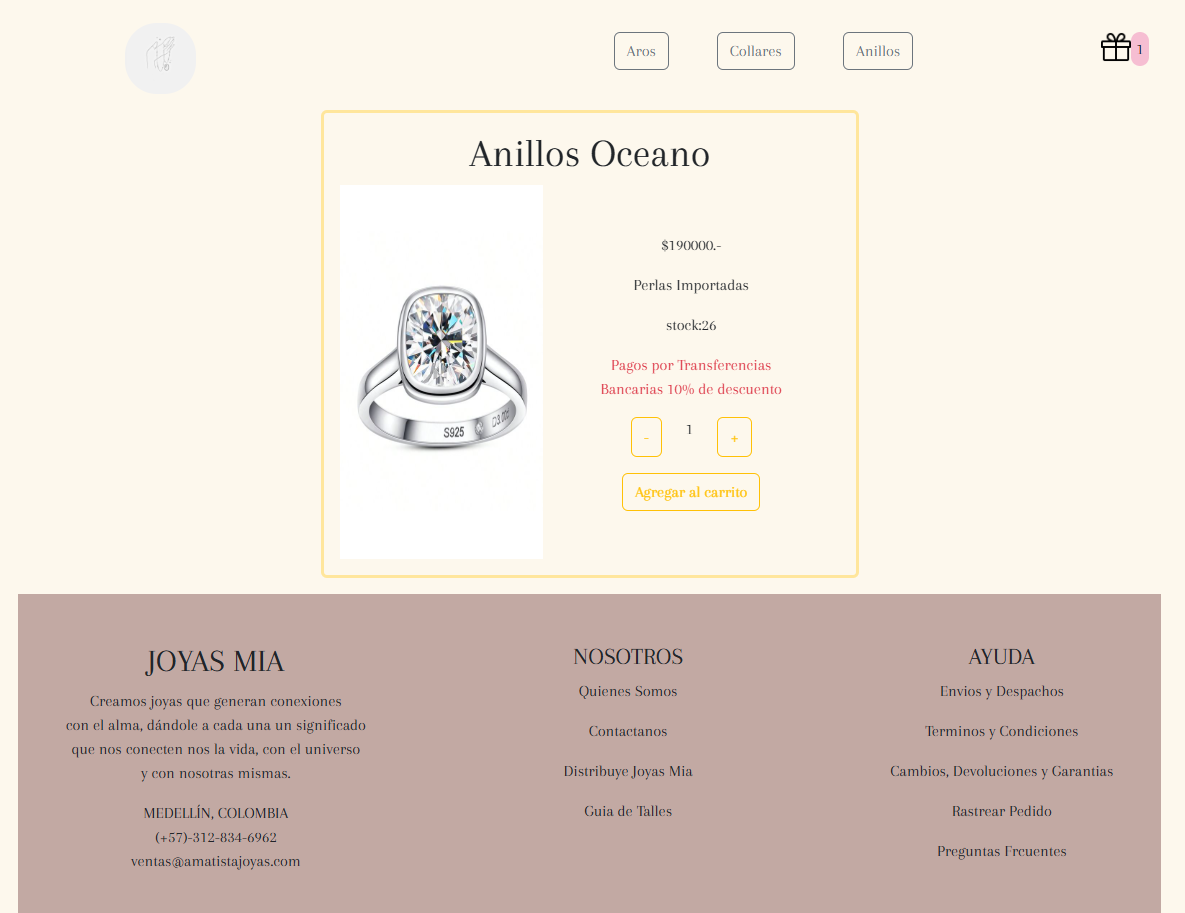 Aros
Collares
Anillos
1
Anillos Oceano
$190000.-
Perlas Importadas
stock:26
Pagos por Transferencias
Bancarias 10% de descuento
- 1 +
Agregar al carrito
S925
JOYAS MIA
Creamos joyas que generan conexiones
con el alma, dándole a cada una un significado
que nos conecten nos la vida, con el universo
y con nosotras mismas.
MEDELLÍN, COLOMBIA
(+57)-312-834-6962
ventas@amatistajoyas.com
NOSOTROS
Quienes Somos
Contactanos
Distribuye Joyas Mia
Guia de Talles
AYUDA
Envios y Despachos
Terminos y Condiciones
Cambios, Devoluciones y Garantias
Rastrear Pedido
Preguntas Frcuentes